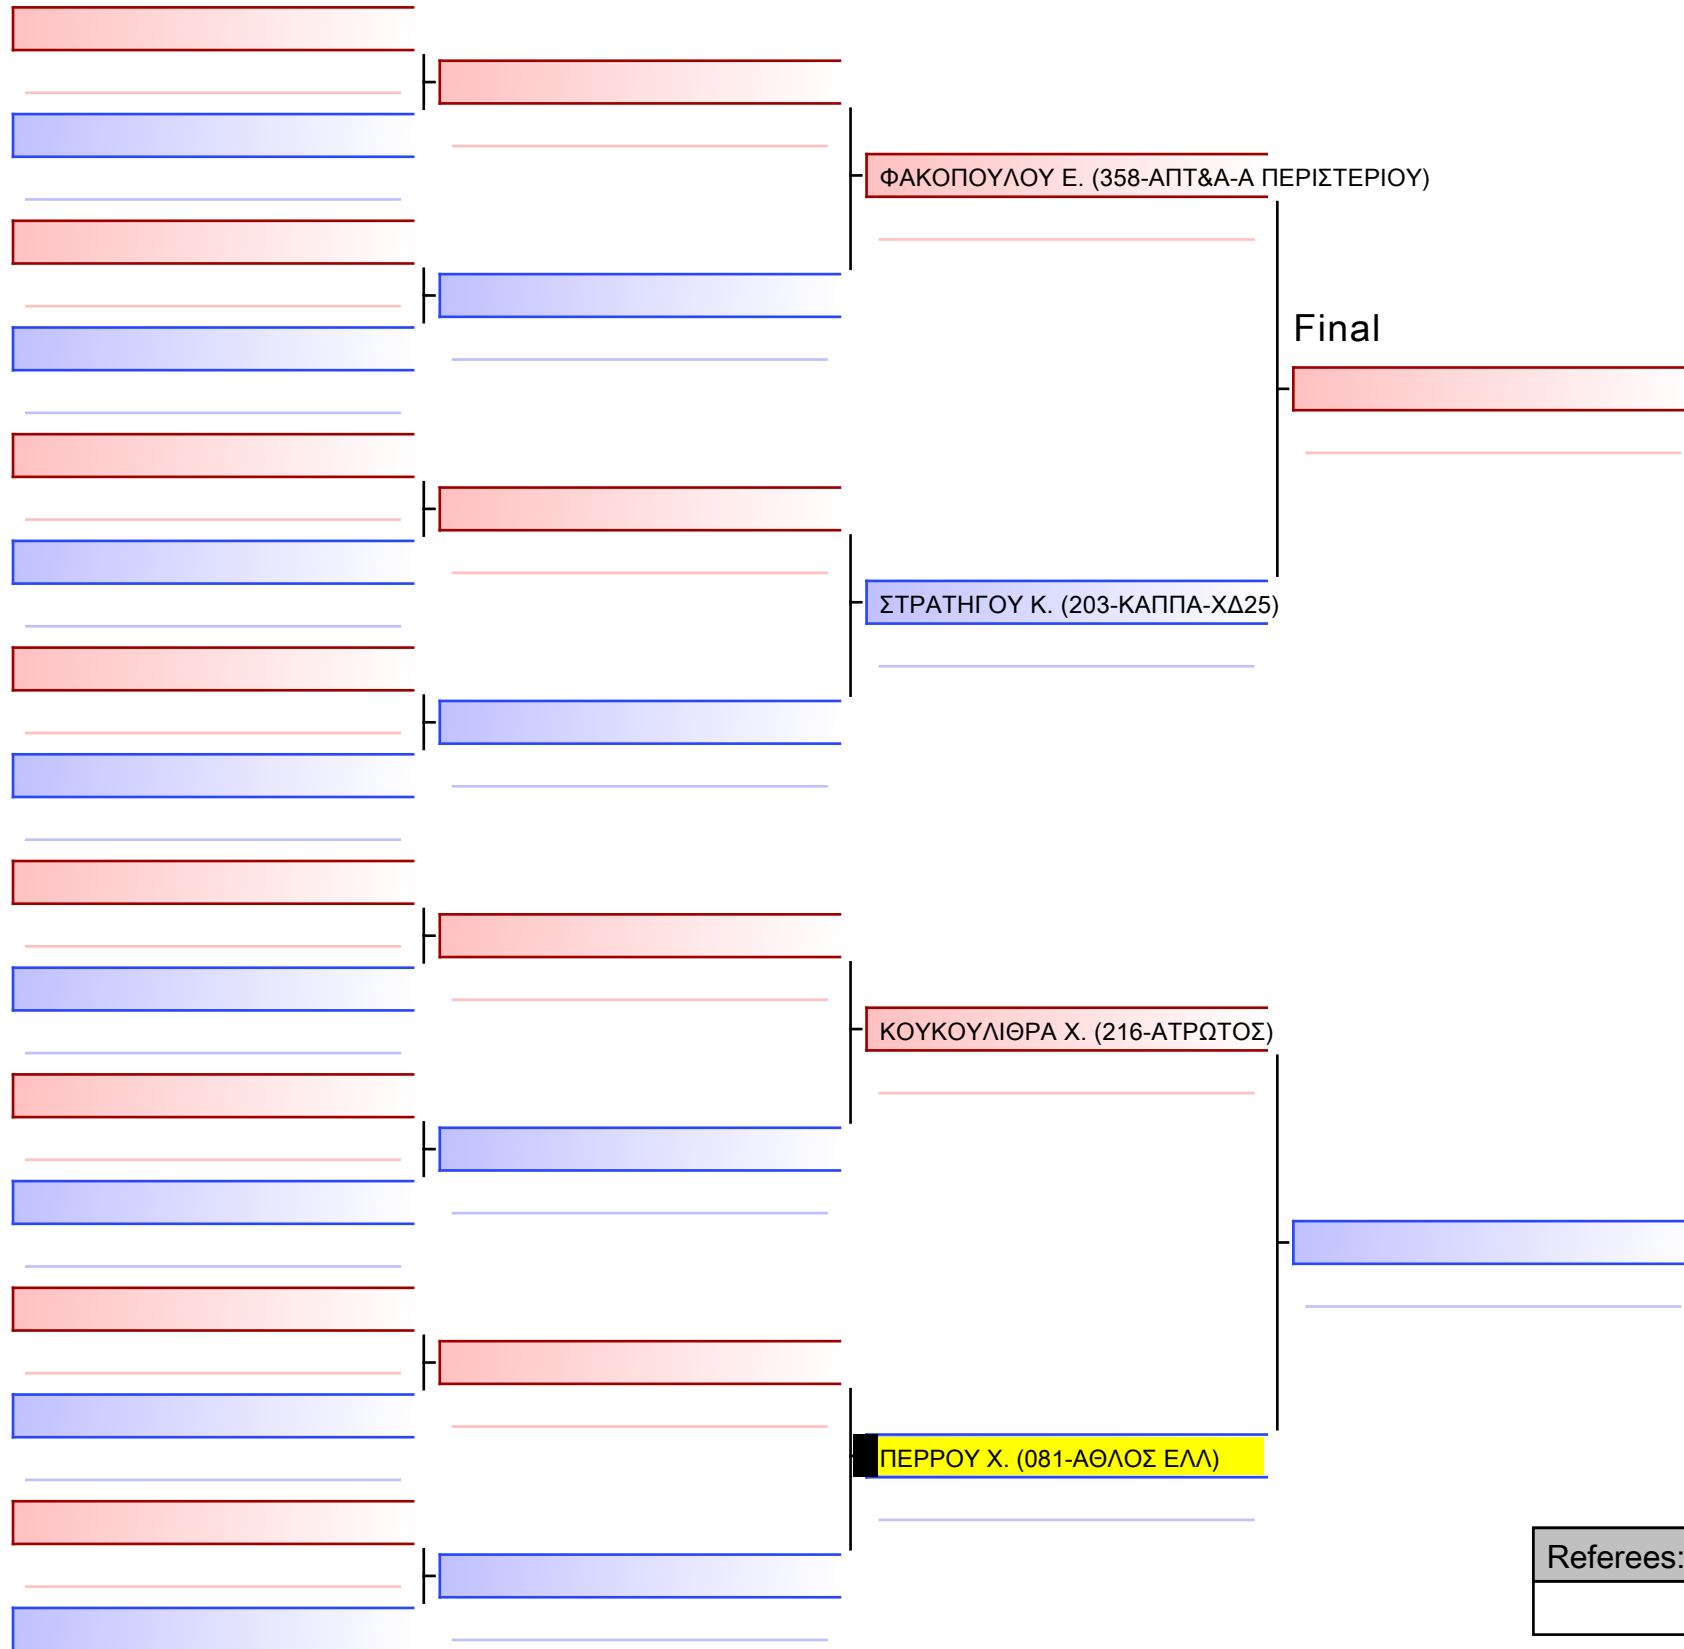 ΦΑΚΟΠΟΥΛΟΥ Ε. (358-ΑΠΤ&Α-Α ΠΕΡΙΣΤΕΡΙΟΥ)
Final
ΣΤΡΑΤΗΓΟΥ Κ. (203-ΚΑΠΠΑ-ΧΔ25)
ΚΟΥΚΟΥΛΙΘΡΑ Χ. (216-ΑΤΡΩΤΟΣ)
ΠΕΡΡΟΥ Χ. (081-ΑΘΛΟΣ ΕΛΛ)
Referees: